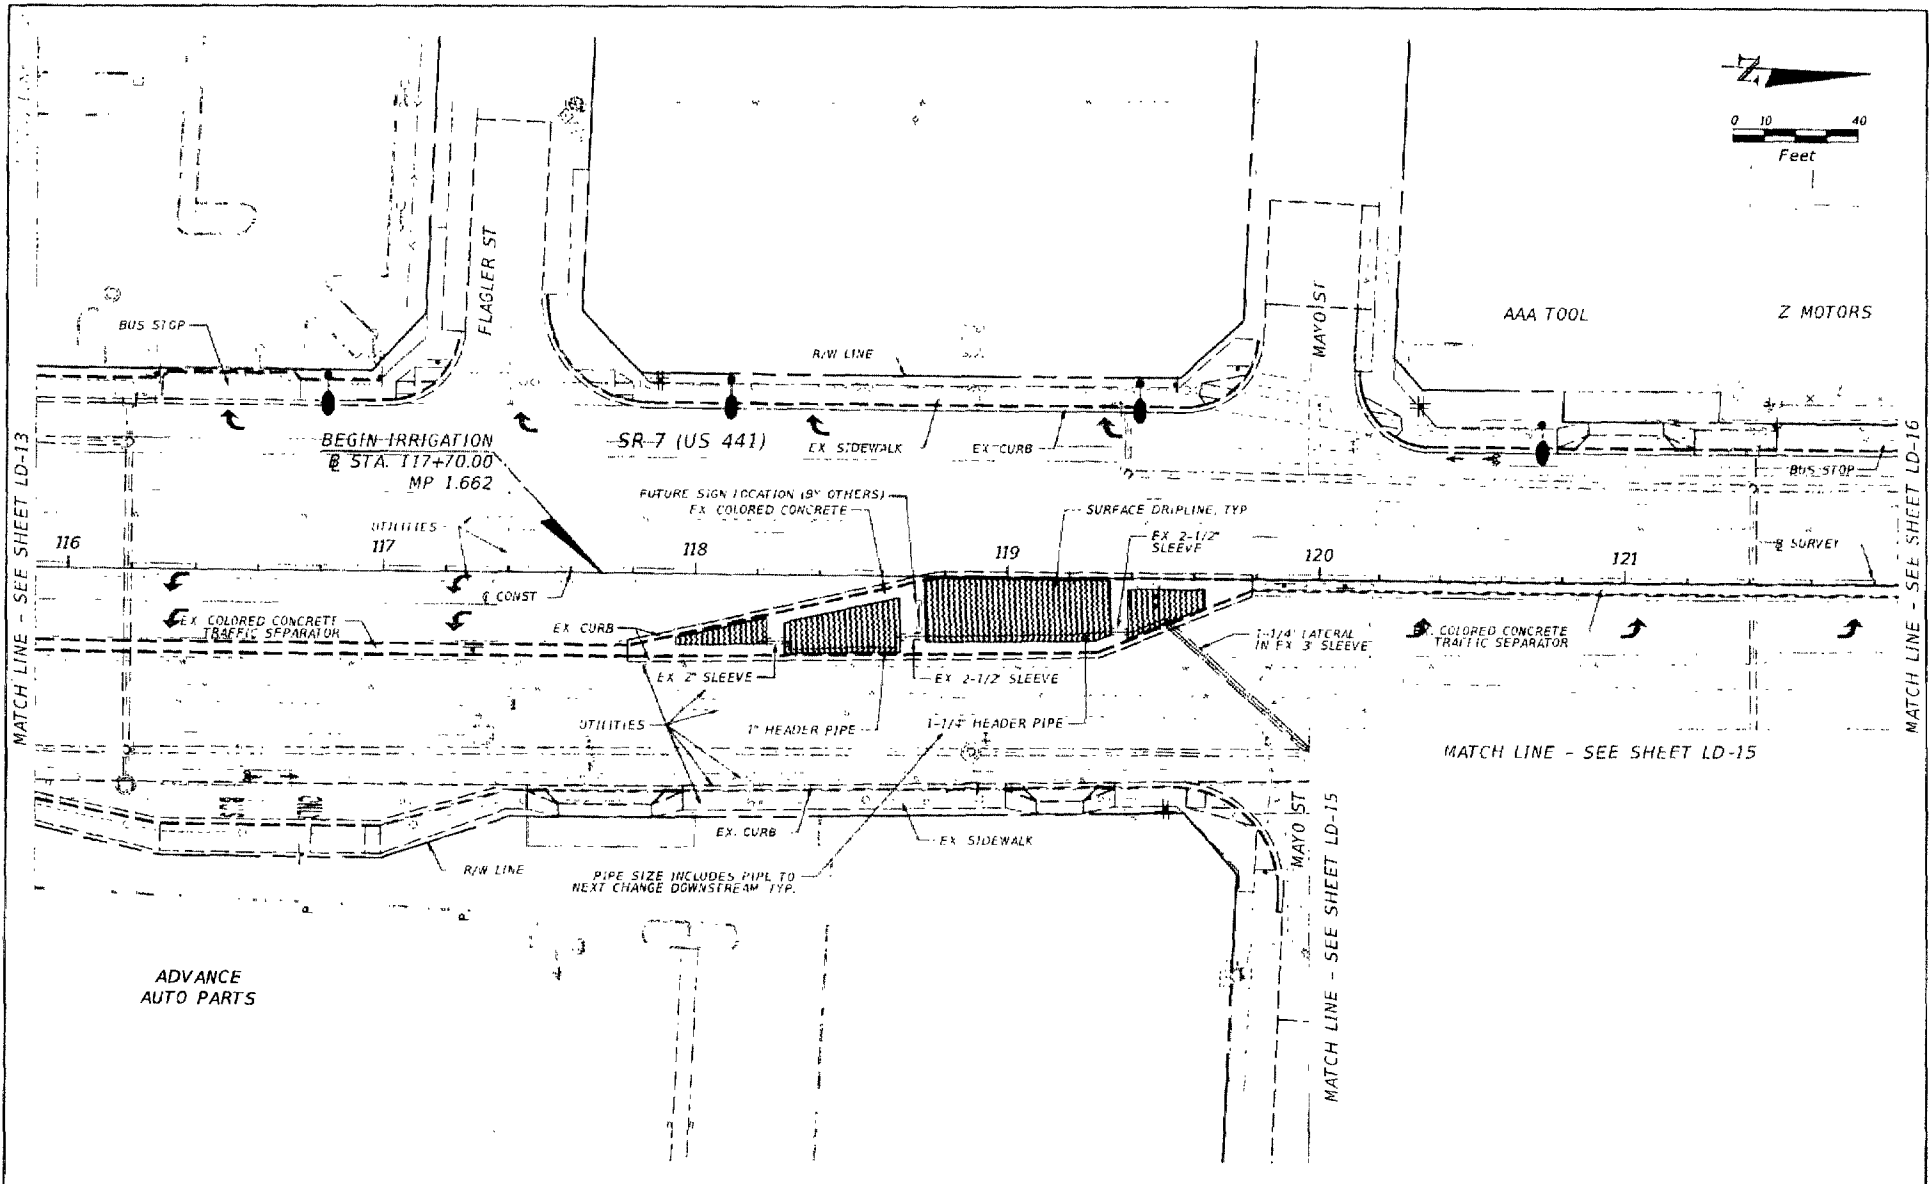 0 10 40
Feet
FLAGLER ST
MAYO ST
AAA TOOL
Z MOTORS
BUS STOP
R/W LINE
BEGIN IRRIGATION
STA. 117+70.00
MP 1.662
SR 7 (US 441)
EX SIDEWALK
EX CURB
BUS STOP
FUTURE SIGN LOCATION (BY OTHERS)
EX COLORED CONCRETE
SURFACE DRIPLINE, TYP
EX 2-1/2"
SLEEVE
UTILITIES
116
117
118
119
120
121
SURVEY
CONST
EX COLORED CONCRETE
TRAFFIC SEPARATOR
EX CURB
1-1/4" LATERAL
IN EX 3" SLEEVE
COLORED CONCRETE
TRAFFIC SEPARATOR
EX 2" SLEEVE
EX 2-1/2" SLEEVE
UTILITIES
1" HEADER PIPE
1-1/4" HEADER PIPE
MATCH LINE - SEE SHEET LD-15
EX. CURB
EX SIDEWALK
R/W LINE
PIPE SIZE INCLUDES PIPE TO
NEXT CHANGE DOWNSTREAM TYP.
MAYO ST
ADVANCE
AUTO PARTS
MATCH LINE - SEE SHEET LD-13
MATCH LINE - SEE SHEET LD-15
MATCH LINE - SEE SHEET LD-16